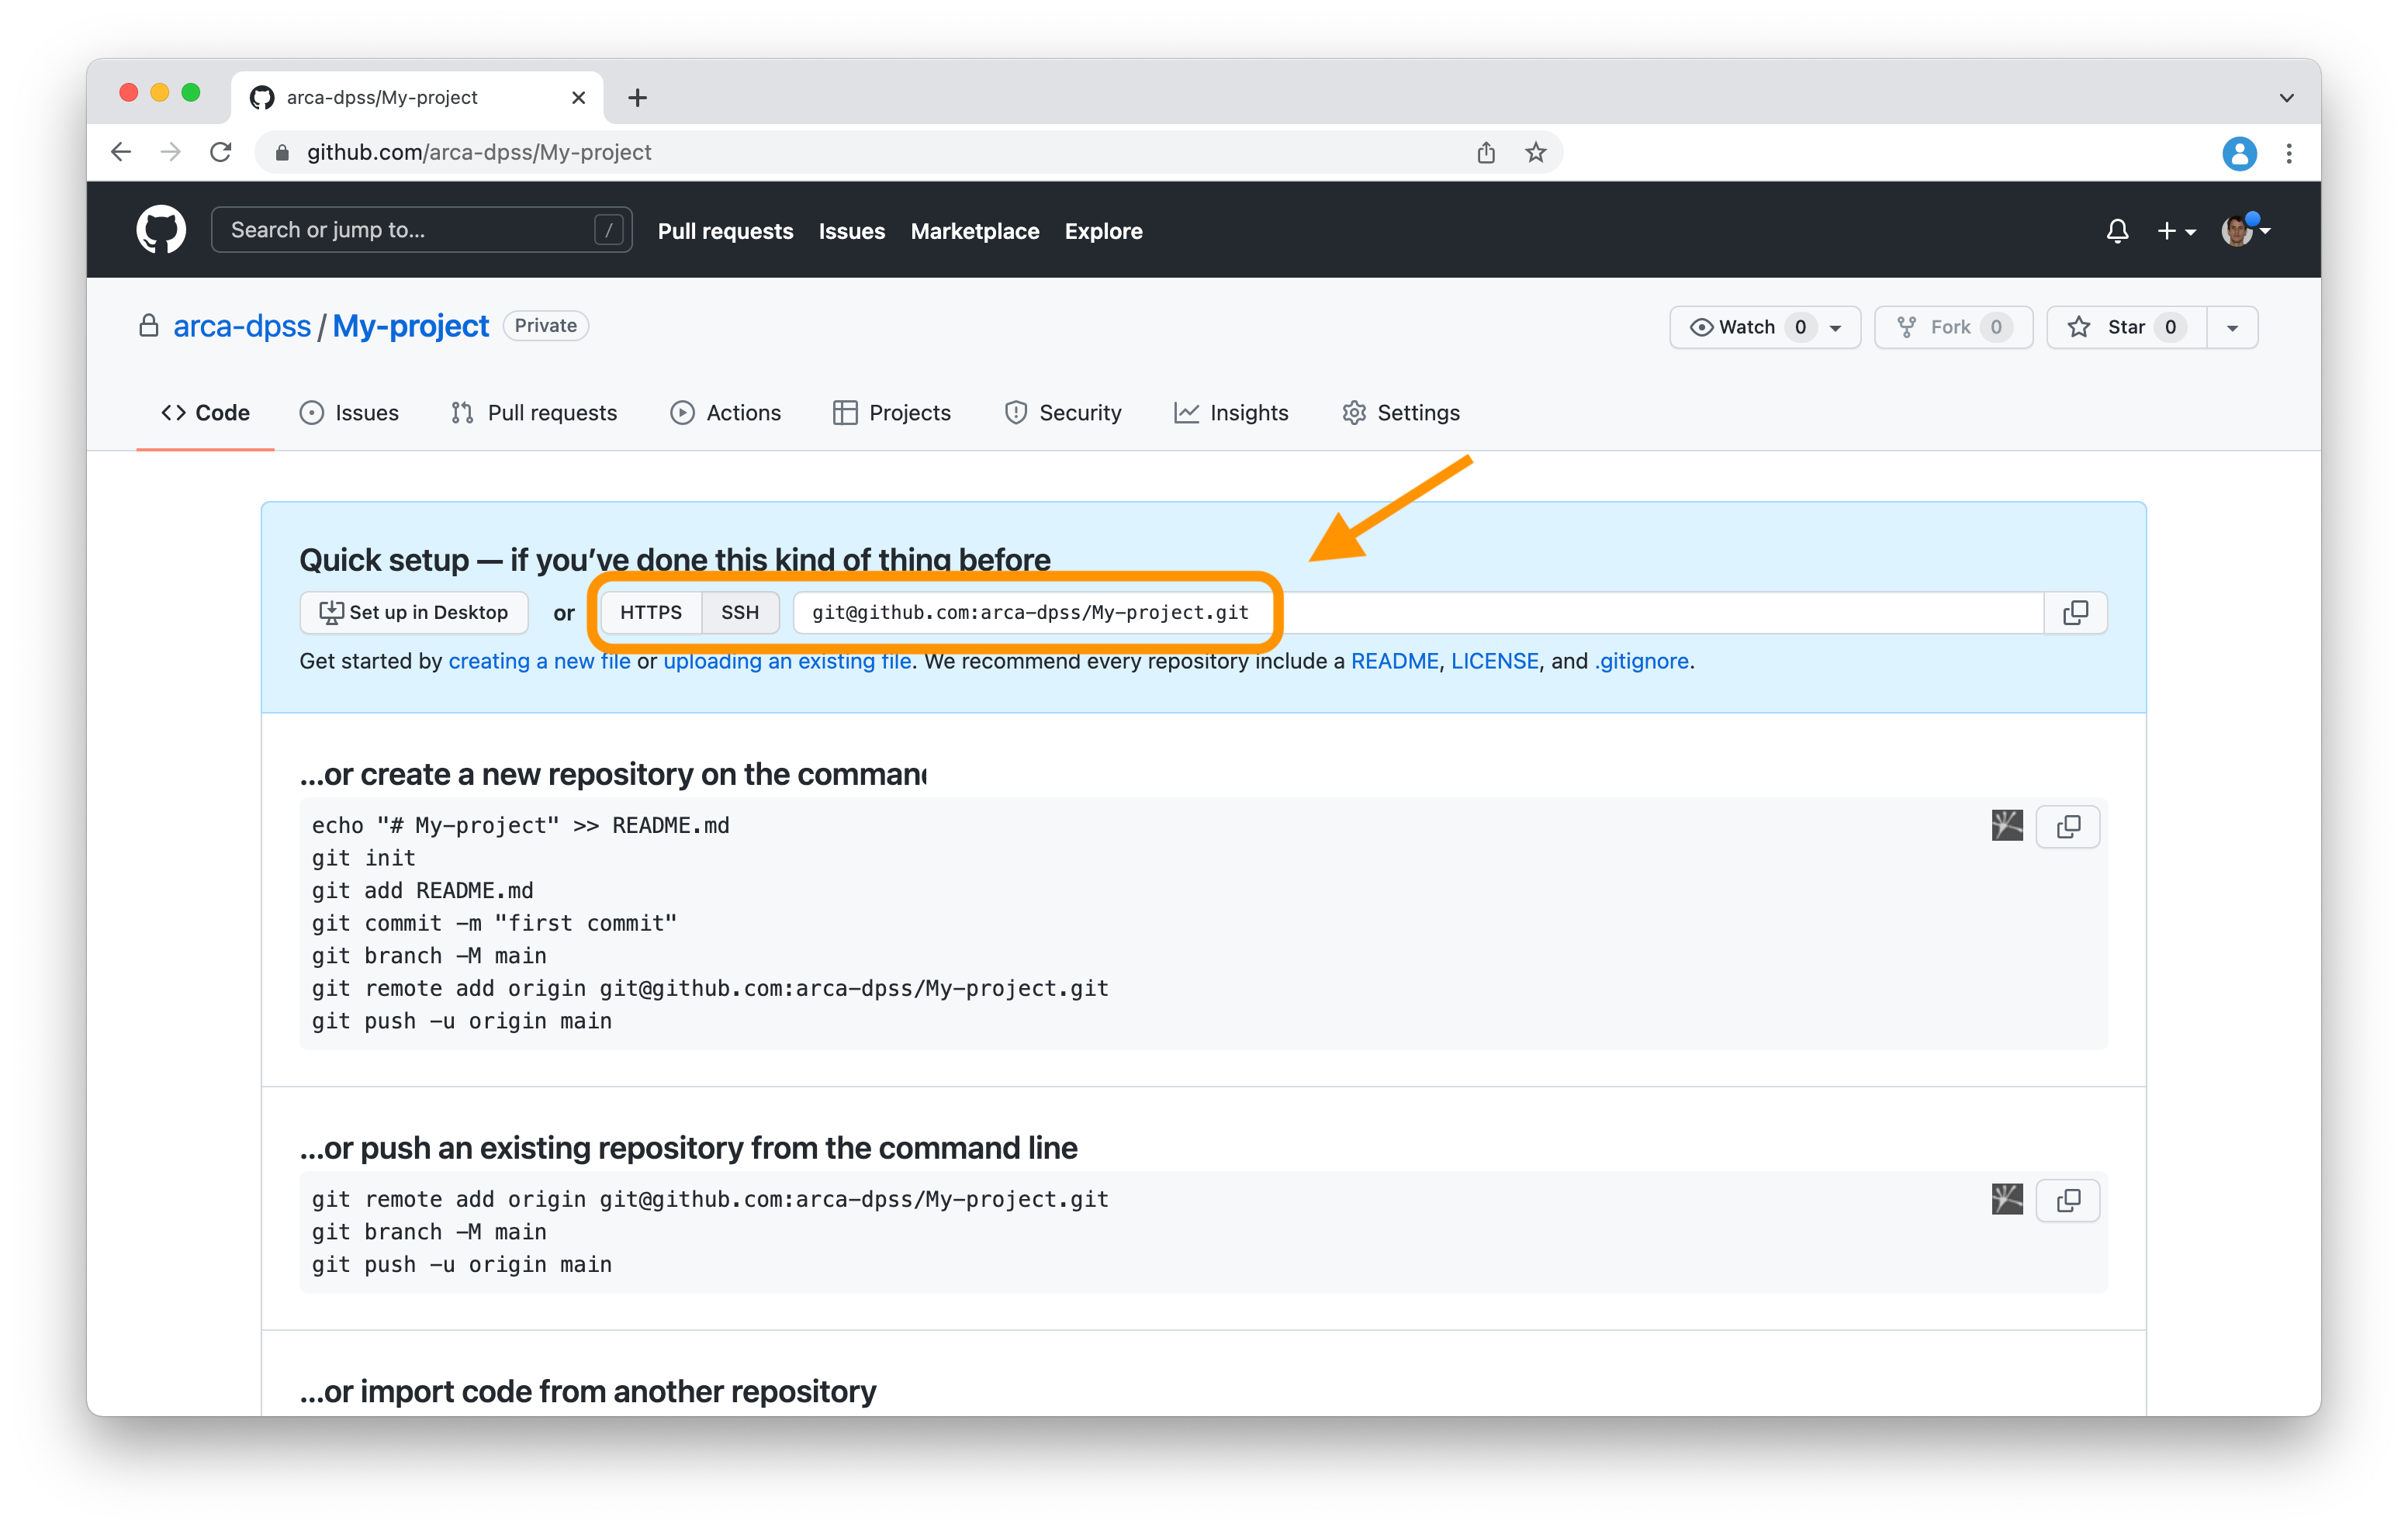 arca-dpss/My-project
github.com/arca-dpss/My-project
Search or jump to... / Pull requests Issues Marketplace Explore
arca-dpss / My-project Private Watch 0 Fork 0 Star 0
Code Issues Pull requests Actions Projects Security Insights Settings
Quick setup — if you’ve done this kind of thing before
Set up in Desktop or HTTPS SSH git@github.com:arca-dpss/My-project.git
Get started by creating a new file or uploading an existing file. We recommend every repository include a README, LICENSE, and .gitignore.
…or create a new repository on the
echo "# My-project" >> README.md
git init
git add README.md
git commit -m "first commit"
git branch -M main
git remote add origin git@github.com:arca-dpss/My-project.git
git push -u origin main
…or push an existing repository from the command line
git remote add origin git@github.com:arca-dpss/My-project.git
git branch -M main
git push -u origin main
…or import code from another repository